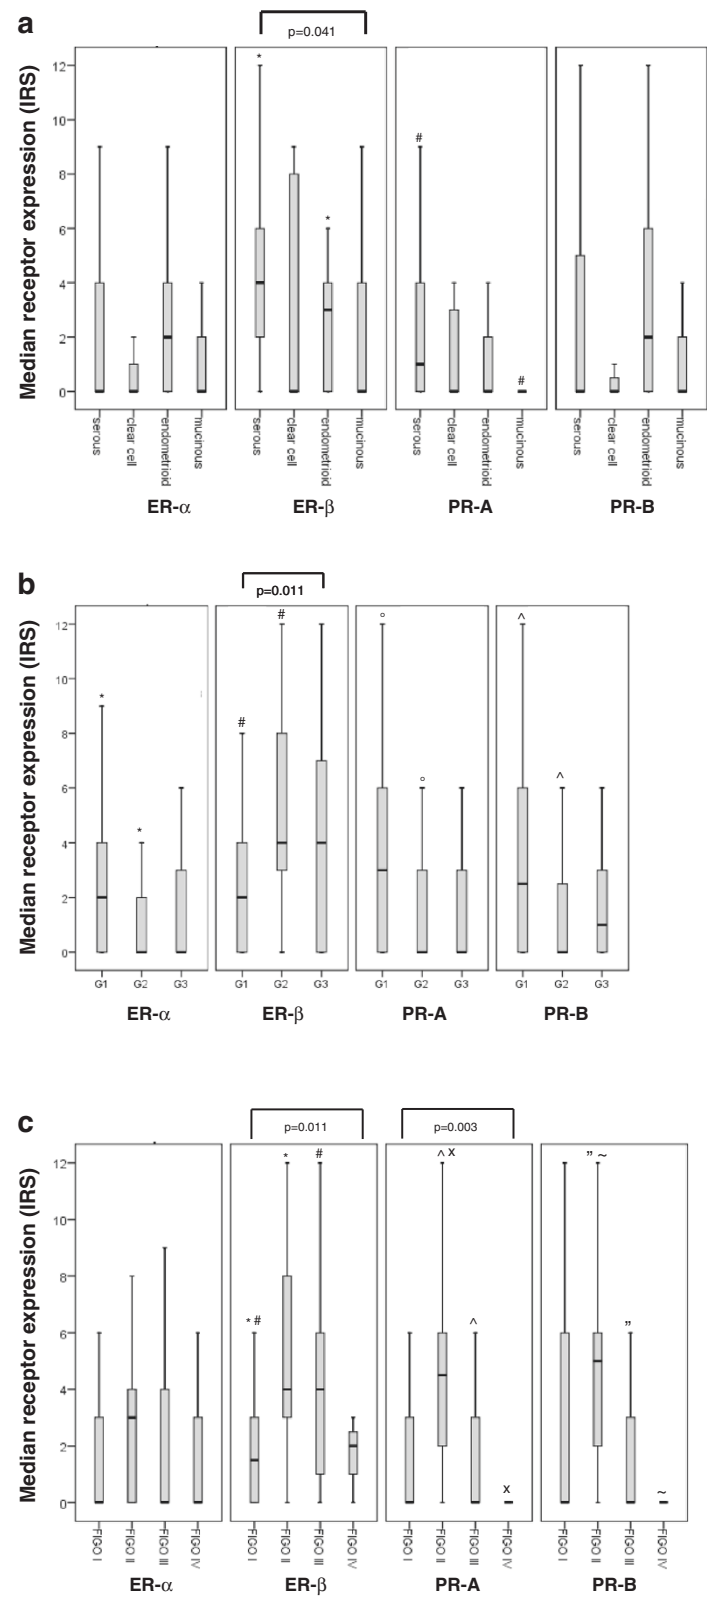 a
p=0.041
Median receptor expression (IRS)
12
10
8
6
4
2
0
*
*
#
#
serous
clear cell
endometrioid
mucinous
serous
clear cell
endometrioid
mucinous
serous
clear cell
endometrioid
mucinous
serous
clear cell
endometrioid
mucinous
ER-α ER-β PR-A PR-B
b
p=0.011
Median receptor expression (IRS)
12
10
8
6
4
2
0
*
*
#
#
°
°
^
^
G1 G2 G3 G1 G2 G3 G1 G2 G3 G1 G2 G3
ER-α ER-β PR-A PR-B
c
p=0.011 p=0.003
Median receptor expression (IRS)
12
10
8
6
4
2
0
* #
*
#
^ x
^
x
” ~
”
~
FIGO I
FIGO II
FIGO III
FIGO IV
FIGO I
FIGO II
FIGO III
FIGO IV
FIGO I
FIGO II
FIGO III
FIGO IV
FIGO I
FIGO II
FIGO III
FIGO IV
ER-α ER-β PR-A PR-B